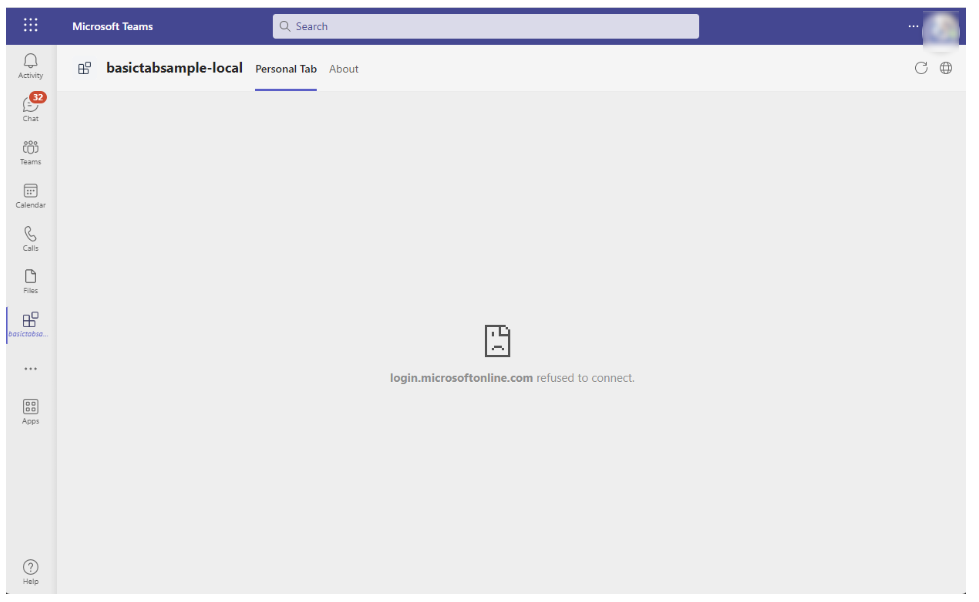 Microsoft Teams
Search
Activity
basictabsample-local
Personal Tab
About
32
Chat
Teams
Calendar
Calls
Files
basictabsa...
Apps
login.microsoftonline.com refused to connect.
Help